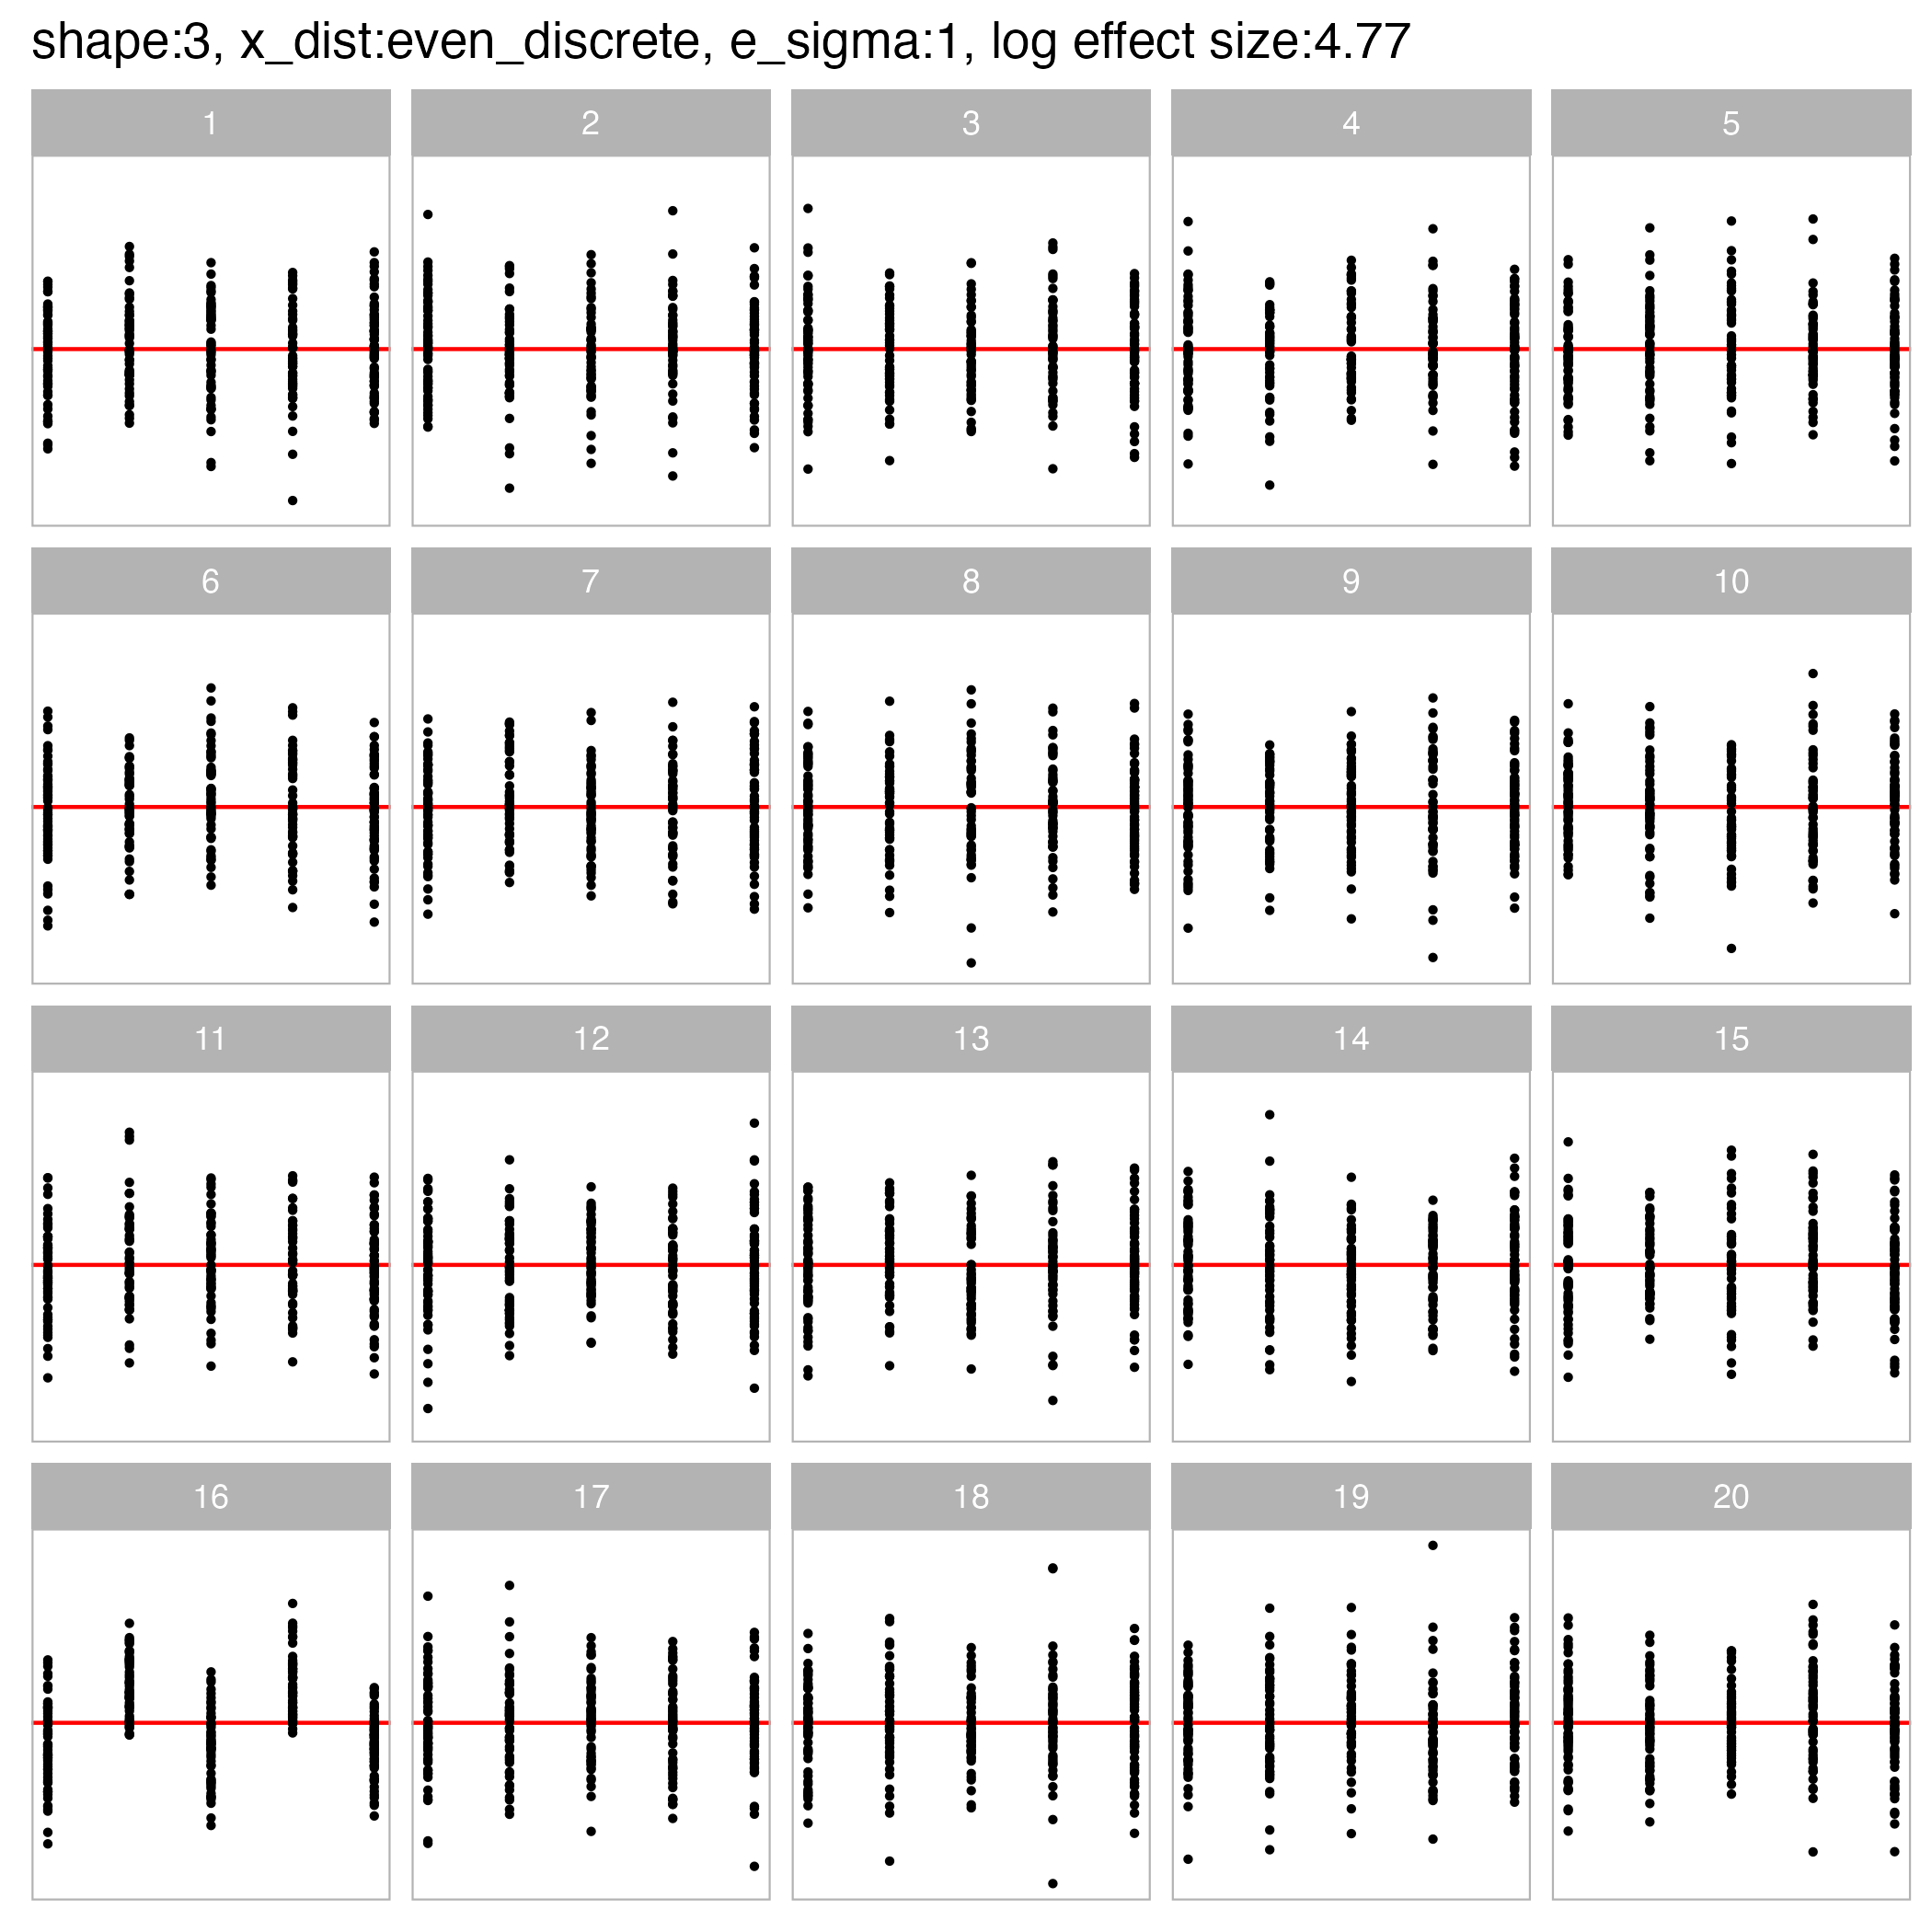 shape:3, x_dist:even_discrete, e_sigma:1, log effect size:4.77
1 2 3 4 5
6 7 8 9 10
11 12 13 14 15
16 17 18 19 20